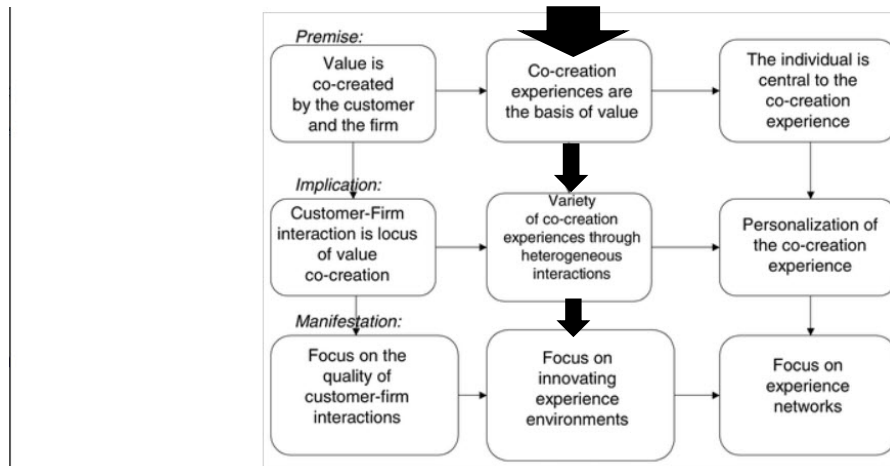 Premise:
Value is
co-created
by the customer
and the firm
Co-creation
experiences are
the basis of value
The individual is
central to the
co-creation
experience
Implication:
Customer-Firm
interaction is locus
of value
co-creation
Variety
of co-creation
experiences through
heterogeneous
interactions
Personalization of
the co-creation
experience
Manifestation:
Focus on the
quality of
customer-firm
interactions
Focus on
innovating
experience
environments
Focus on
experience
networks